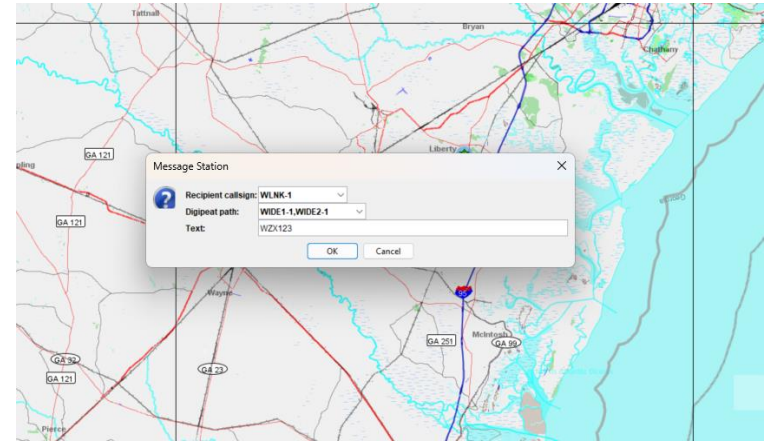 Tattnall
Bryan
Chatham
GA 121
Liberty
Message Station
Recipient callsign: WLNK-1
Digipeat path: WIDE1-1,WIDE2-1
Text: WZX123
OK Cancel
GA 121
Wayne
95
McIntosh
GA 251
GA 99
GA 32
GA 23
GA 121
Pierce